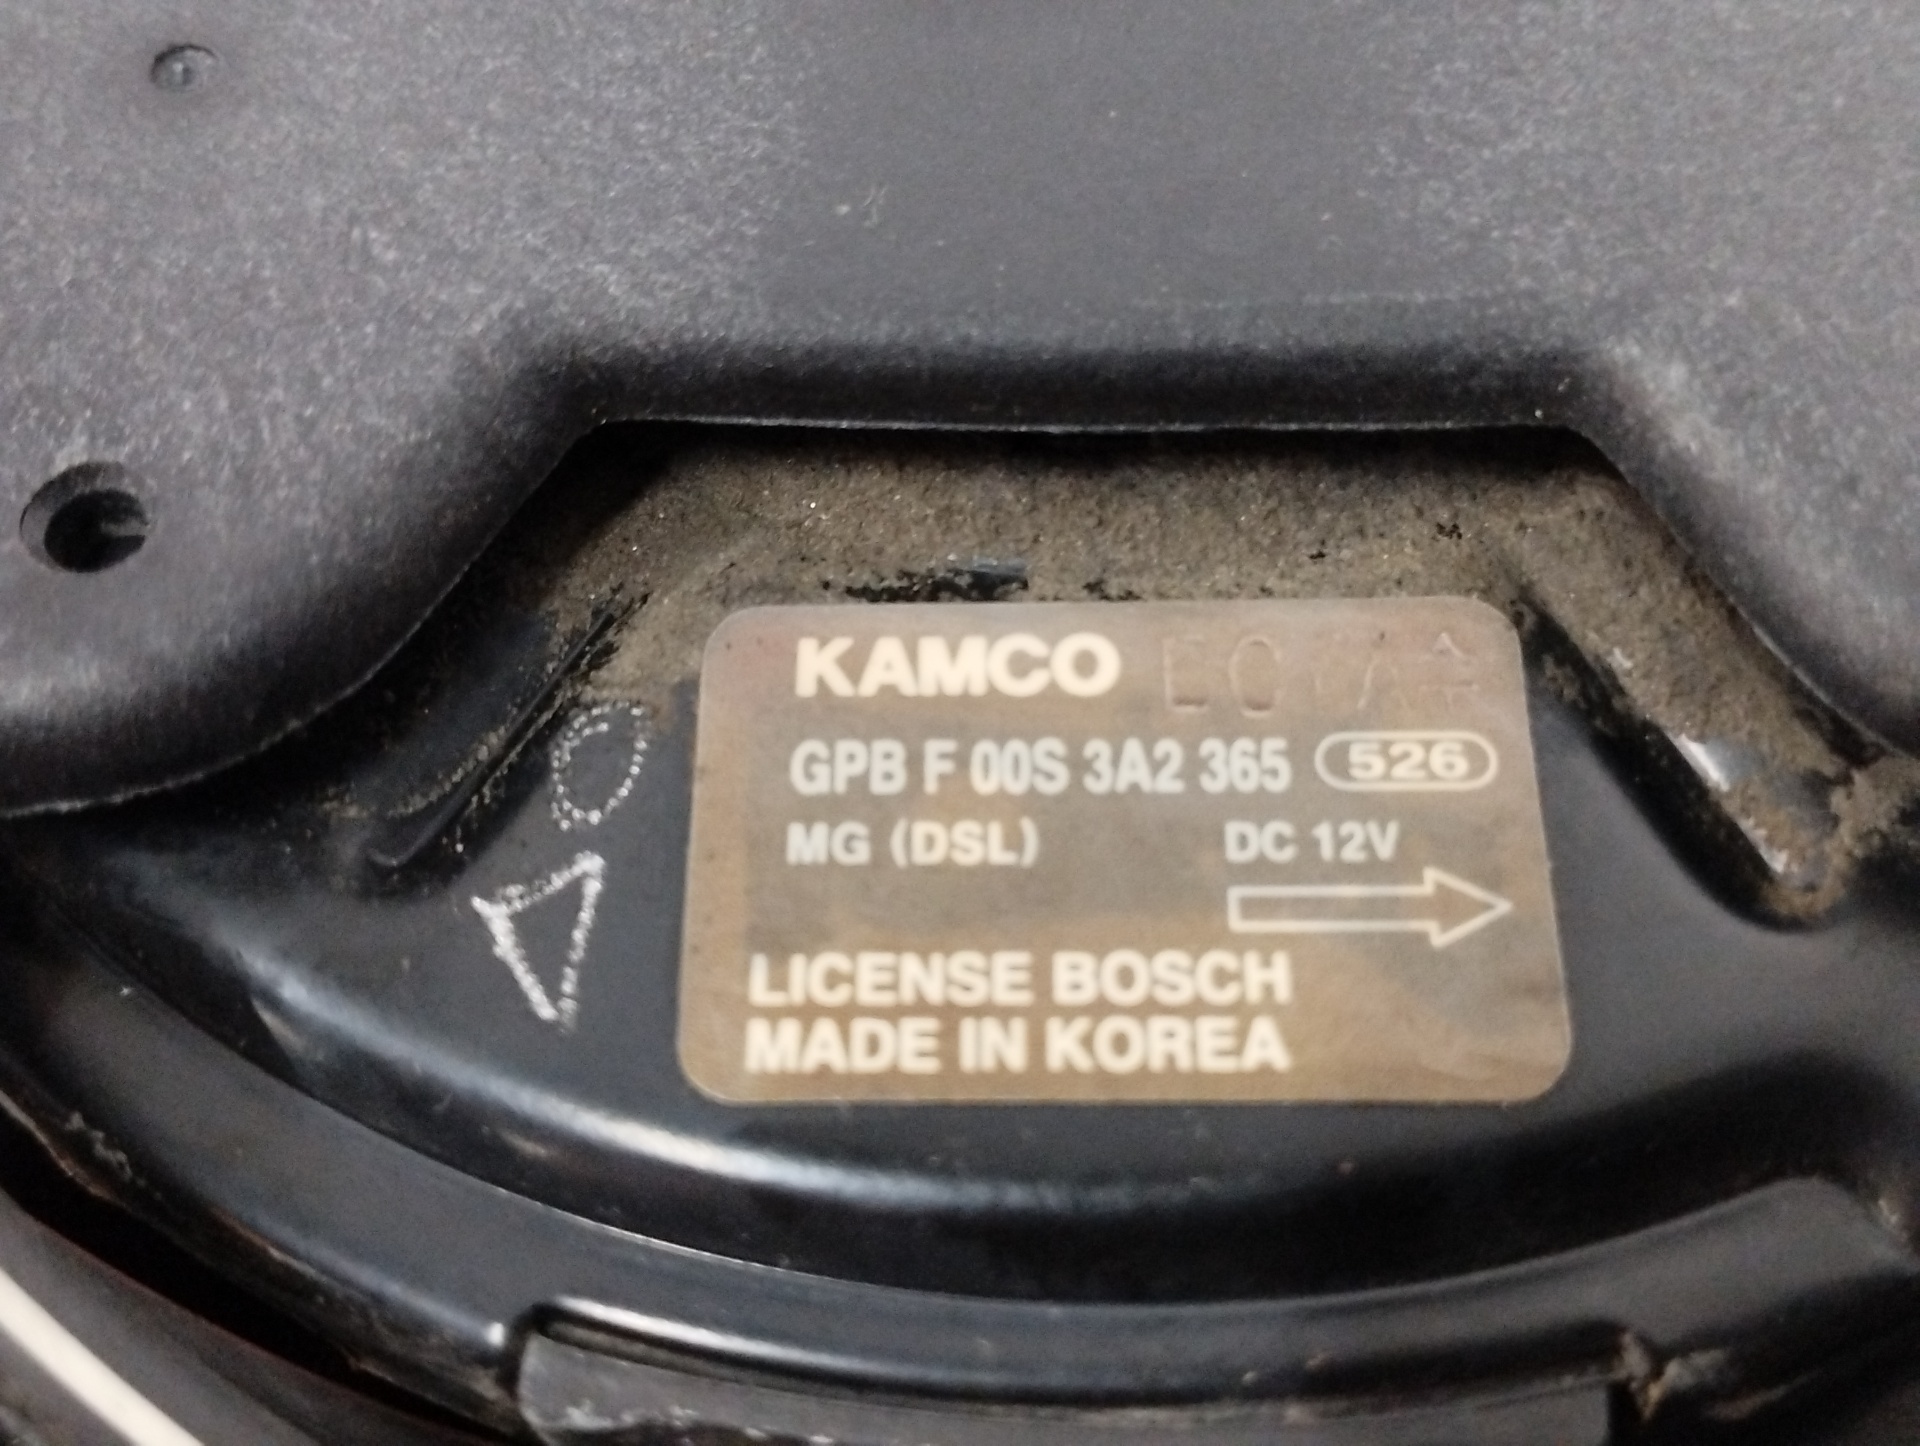 KAMCO
GPB F 00S 3A2 365 526
MG (DSL) DC 12V
LICENSE BOSCH
MADE IN KOREA